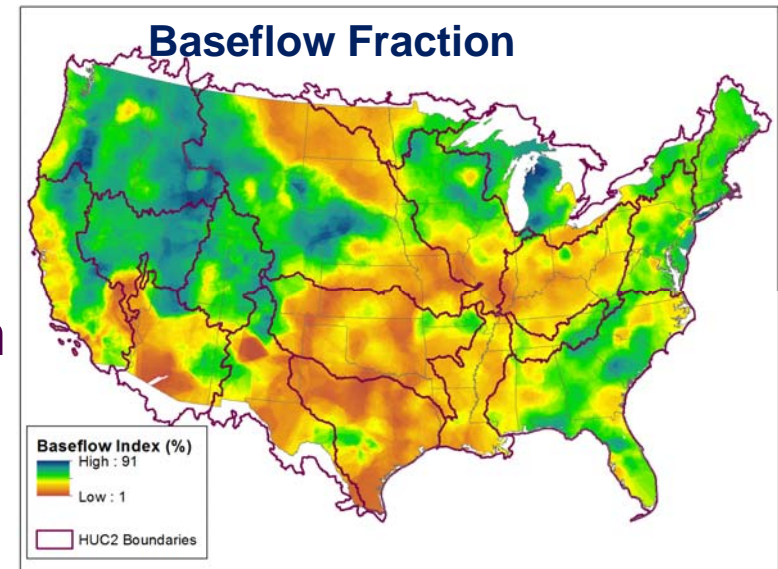 Baseflow Fraction
n
Baseflow Index (%)
High : 91
Low : 1
HUC2 Boundaries